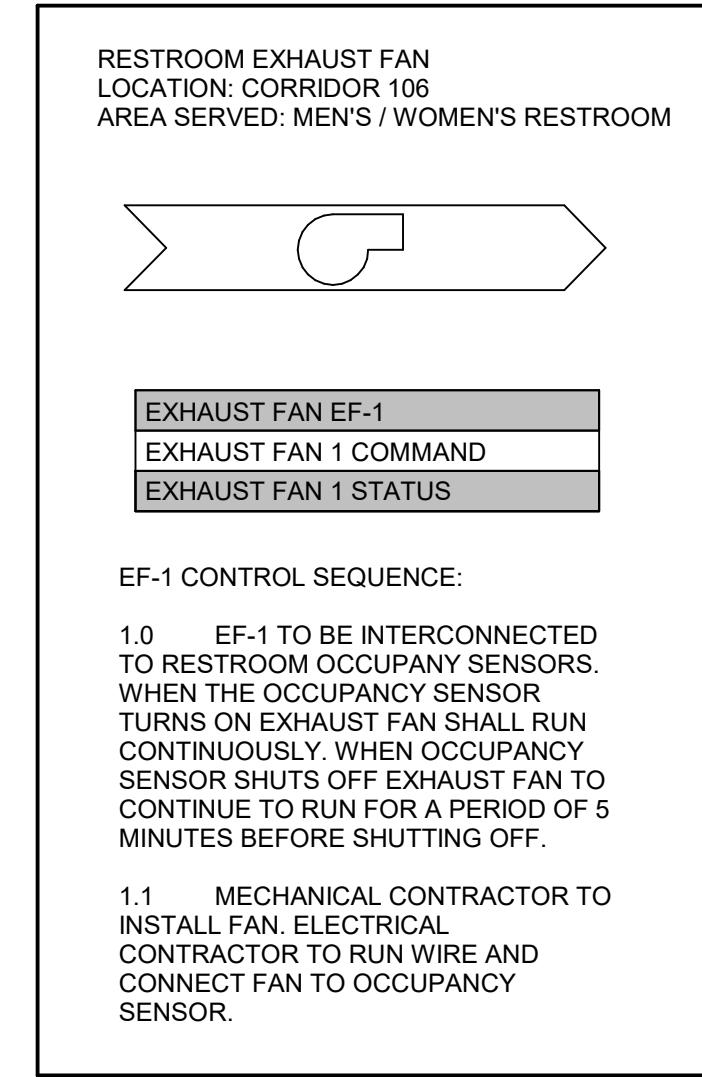 RESTROOM EXHAUST FAN
LOCATION: CORRIDOR 106
AREA SERVED: MEN'S / WOMEN'S RESTROOM
EXHAUST FAN EF-1
EXHAUST FAN 1 COMMAND
EXHAUST FAN 1 STATUS
EF-1 CONTROL SEQUENCE:
1.0 EF-1 TO BE INTERCONNECTED
TO RESTROOM OCCUPANY SENSORS.
WHEN THE OCCUPANCY SENSOR
TURNS ON EXHAUST FAN SHALL RUN
CONTINUOUSLY. WHEN OCCUPANCY
SENSOR SHUTS OFF EXHAUST FAN TO
CONTINUE TO RUN FOR A PERIOD OF 5
MINUTES BEFORE SHUTTING OFF.
1.1 MECHANICAL CONTRACTOR TO
INSTALL FAN. ELECTRICAL
CONTRACTOR TO RUN WIRE AND
CONNECT FAN TO OCCUPANCY
SENSOR.